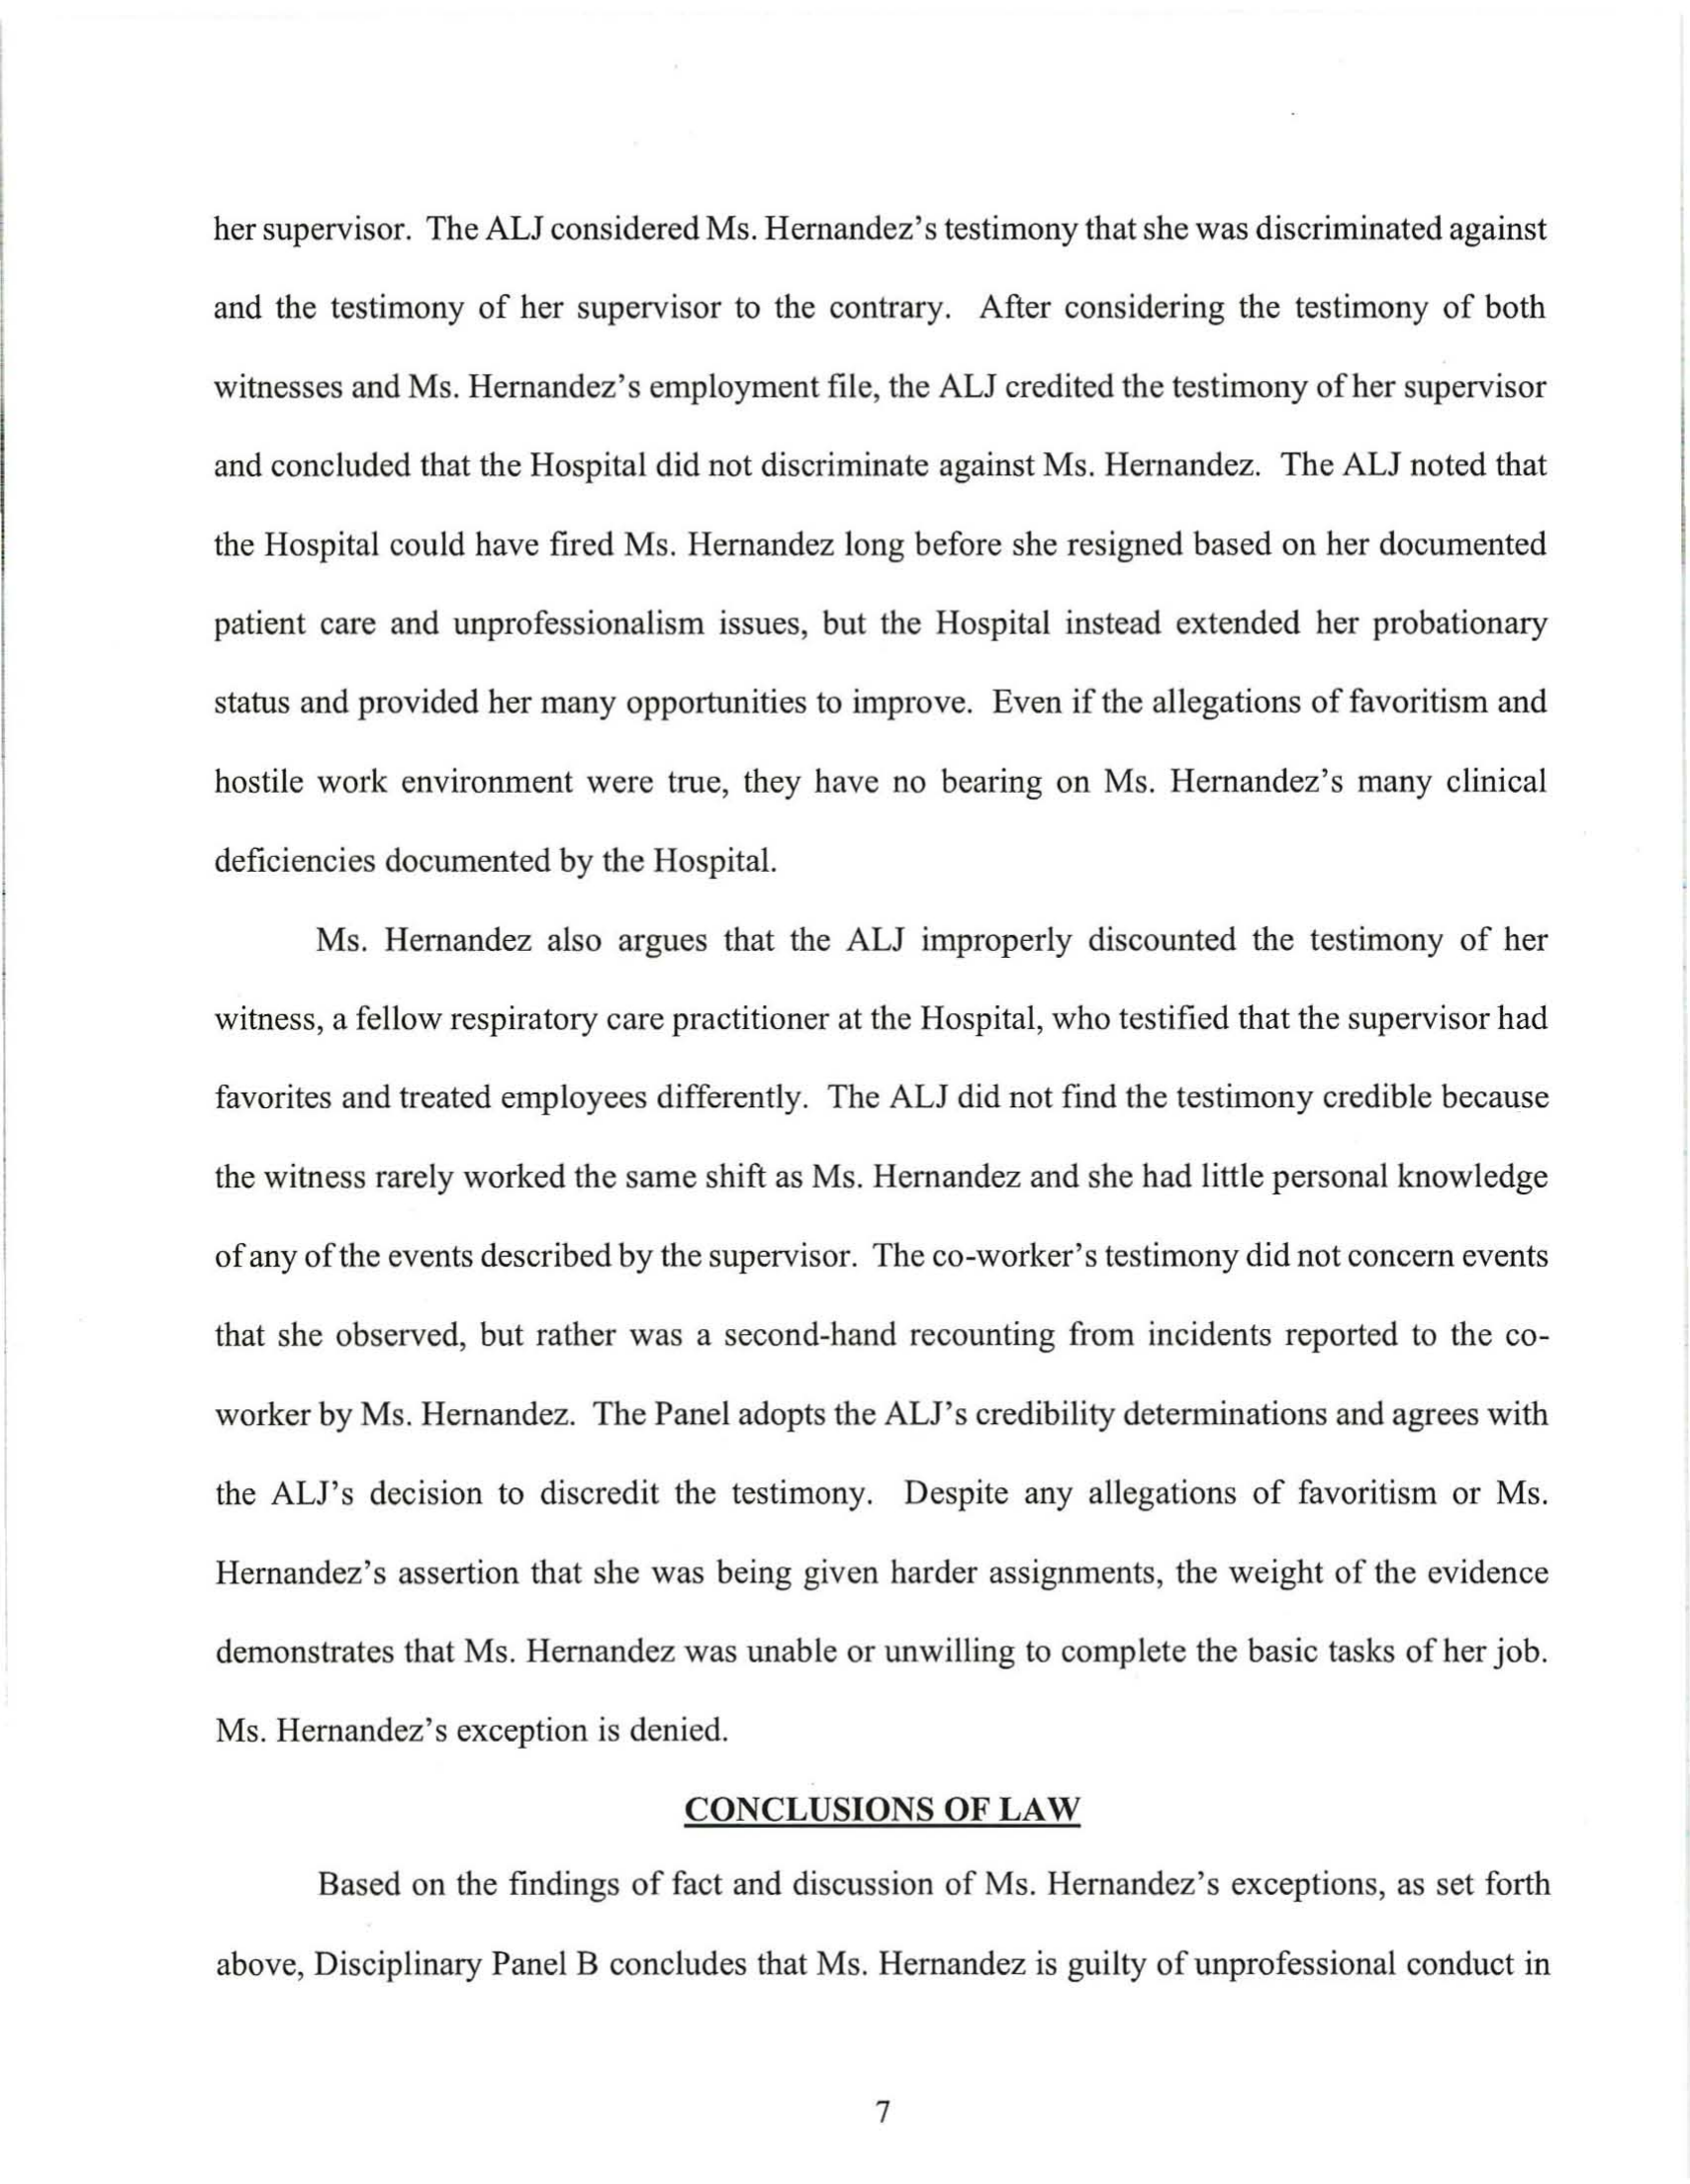 her supervisor. The ALJ considered Ms. Hernandez's testimony that she was discriminated against
and the testimony of her supervisor to the contrary. After considering the testimony of both
witnesses and Ms. Hernandez's employment file, the ALJ credited the testimony of her supervisor
and concluded that the Hospital did not discriminate against Ms. Hernandez. The ALJ noted that
the Hospital could have fired Ms. Hernandez long before she resigned based on her documented
patient care and unprofessionalism issues, but the Hospital instead extended her probationary
status and provided her many opportunities to improve. Even if the allegations of favoritism and
hostile work environment were true, they have no bearing on Ms. Hernandez's many clinical
deficiencies documented by the Hospital.
Ms. Hernandez also argues that the ALJ improperly discounted the testimony of her
witness, a fellow respiratory care practitioner at the Hospital, who testified that the supervisor had
favorites and treated employees differently. The ALJ did not find the testimony credible because
the witness rarely worked the same shift as Ms. Hernandez and she had little personal knowledge
of any of the events described by the supervisor. The co-worker's testimony did not concern events
that she observed, but rather was a second-hand recounting from incidents reported to the co-
worker by Ms. Hernandez. The Panel adopts the ALJ's credibility determinations and agrees with
the ALJ's decision to discredit the testimony. Despite any allegations of favoritism or Ms.
Hernandez's assertion that she was being given harder assignments, the weight of the evidence
demonstrates that Ms. Hernandez was unable or unwilling to complete the basic tasks of her job.
Ms. Hernandez's exception is denied.
CONCLUSIONS OF LAW
Based on the findings of fact and discussion of Ms. Hernandez's exceptions, as set forth
above, Disciplinary Panel B concludes that Ms. Hernandez is guilty of unprofessional conduct in
7